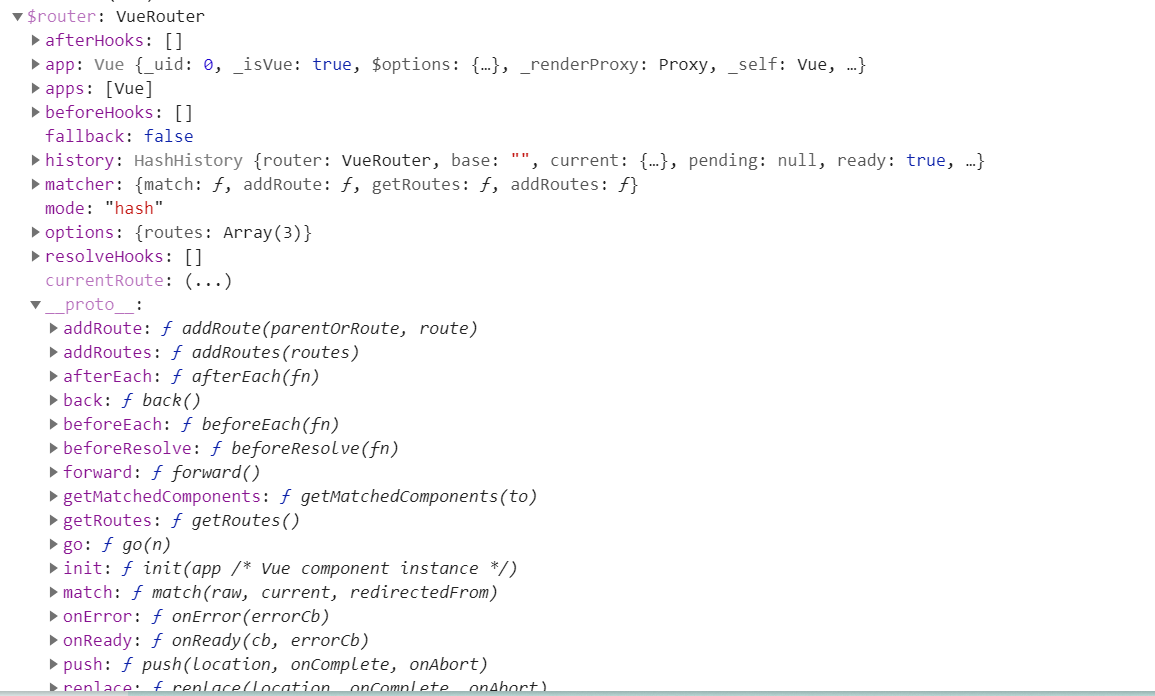 $router: VueRouter
afterHooks: []
app: Vue {_uid: 0, _isVue: true, $options: {…}, _renderProxy: Proxy, _self: Vue, …}
apps: [Vue]
beforeHooks: []
fallback: false
history: HashHistory {router: VueRouter, base: "", current: {…}, pending: null, ready: true, …}
matcher: {match: ƒ, addRoute: ƒ, getRoutes: ƒ, addRoutes: ƒ}
mode: "hash"
options: {routes: Array(3)}
resolveHooks: []
currentRoute: (...)
__proto__:
addRoute: ƒ addRoute(parentOrRoute, route)
addRoutes: ƒ addRoutes(routes)
afterEach: ƒ afterEach(fn)
back: ƒ back()
beforeEach: ƒ beforeEach(fn)
beforeResolve: ƒ beforeResolve(fn)
forward: ƒ forward()
getMatchedComponents: ƒ getMatchedComponents(to)
getRoutes: ƒ getRoutes()
go: ƒ go(n)
init: ƒ init(app /* Vue component instance */)
match: ƒ match(raw, current, redirectedFrom)
onError: ƒ onError(errorCb)
onReady: ƒ onReady(cb, errorCb)
push: ƒ push(location, onComplete, onAbort)
replace: ƒ replace(location, onComplete, onAbort)